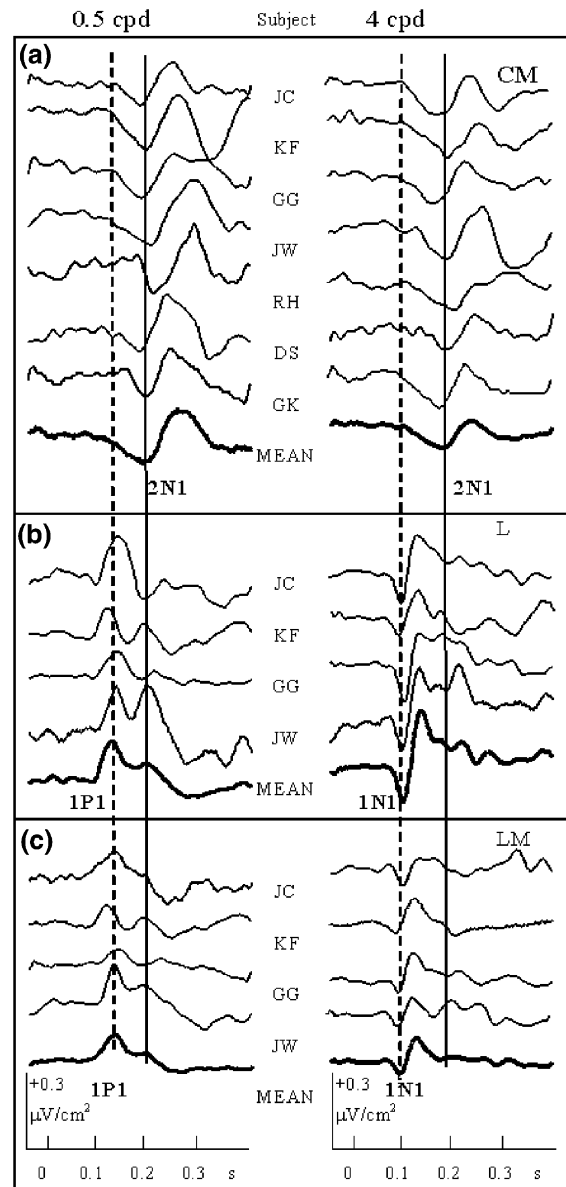 0.5 cpd Subject 4 cpd
(a) CM
JC
KF
GG
JW
RH
DS
GK
MEAN
2N1 2N1
(b) L
JC
KF
GG
JW
1P1 MEAN 1N1
(c) LM
JC
KF
GG
JW
1P1 MEAN 1N1
+0.3 +0.3
μV/cm² μV/cm²
0 0.1 0.2 0.3 s 0 0.1 0.2 0.3 s